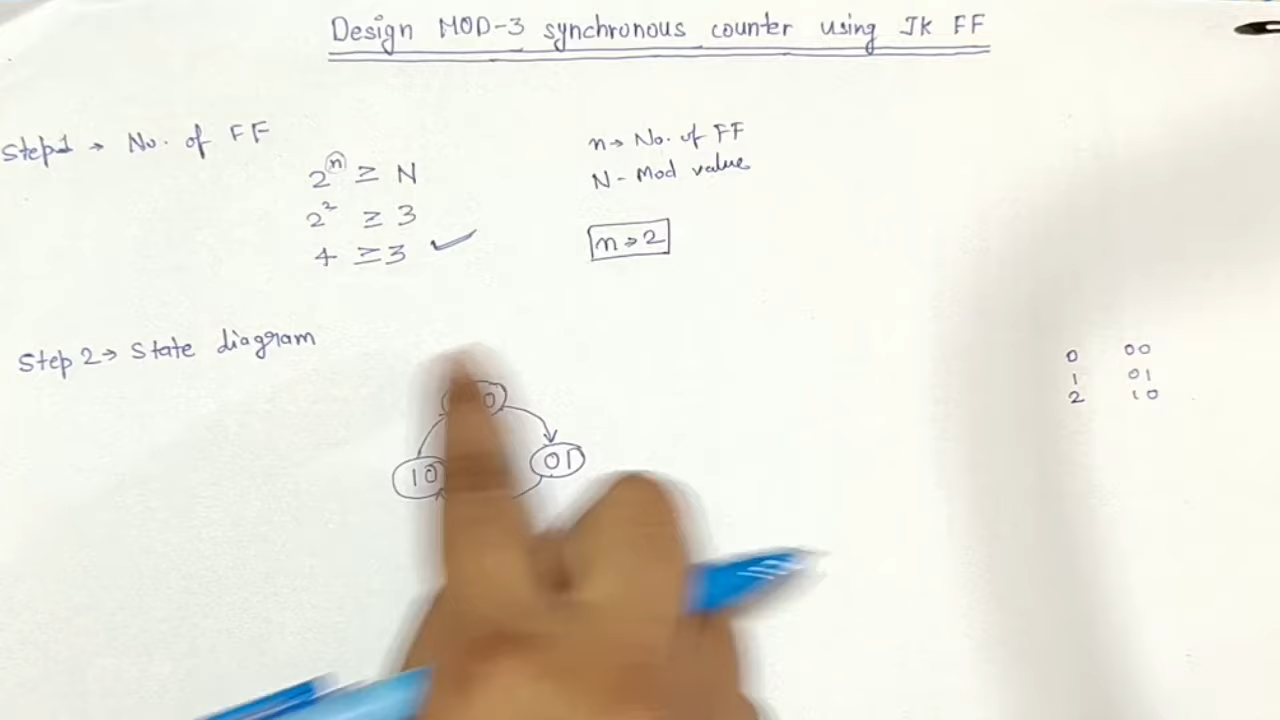 Design MOD-3 synchronous counter using JK FF
Step1 → No. of FF
2^n ≥ N
2^2 ≥ 3
4 ≥ 3 ✓
n → No. of FF
N - Mod value
n → 2
Step 2 → State diagram
01
10
0 00
1 01
2 10